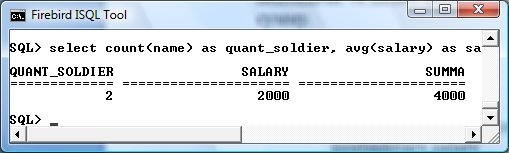 Firebird ISQL Tool
SQL> select count(name) as quant_soldier, avg(salary) as sa
QUANT_SOLDIER SALARY SUMMA
============= ===================== =====================
2 2000 4000
SQL>